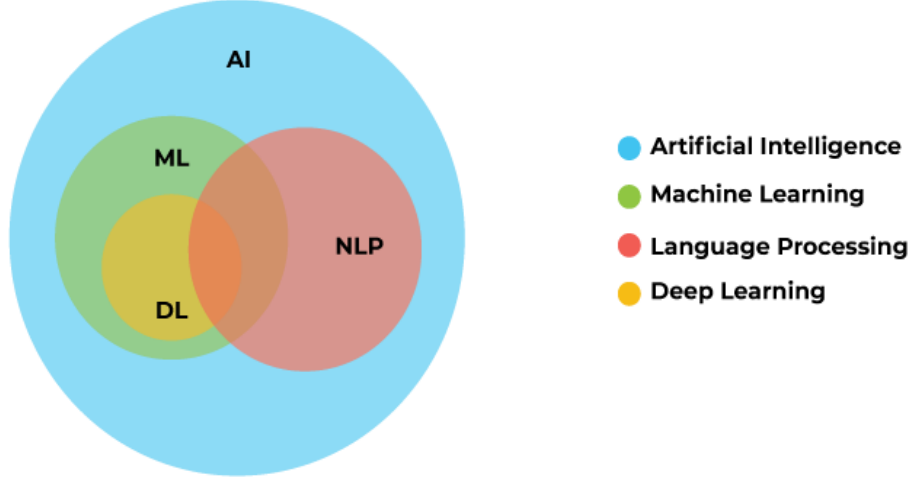 AI
ML
NLP
DL
Artificial Intelligence
Machine Learning
Language Processing
Deep Learning